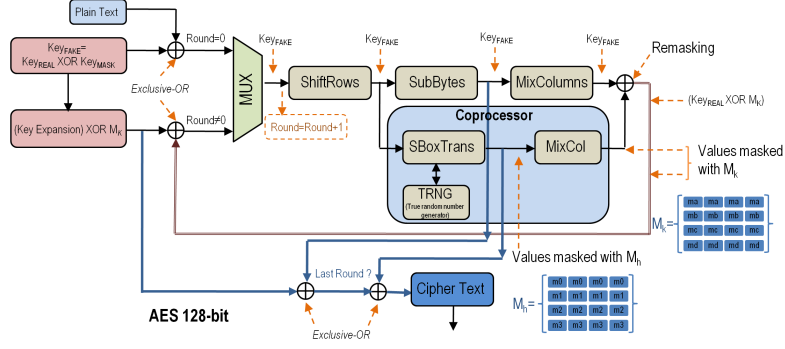 Plain Text
Key_FAKE=
Key_REAL XOR Key_MASK
(Key Expansion) XOR M_K
Exclusive-OR
Round=0
Round≠0
MUX
Key_FAKE
Round=Round+1
ShiftRows
Key_FAKE
SubBytes
Key_FAKE
MixColumns
Key_FAKE
Remasking
(Key_REAL XOR M_K)
Coprocessor
SBoxTrans
MixCol
TRNG
(True random number
generator)
Values masked
with M_k
Values masked with M_h
M_k=
ma ma ma ma
mb mb mb mb
mc mc mc mc
md md md md
Last Round ?
Cipher Text
M_h=
m0 m0 m0 m0
m1 m1 m1 m1
m2 m2 m2 m2
m3 m3 m3 m3
AES 128-bit
Exclusive-OR